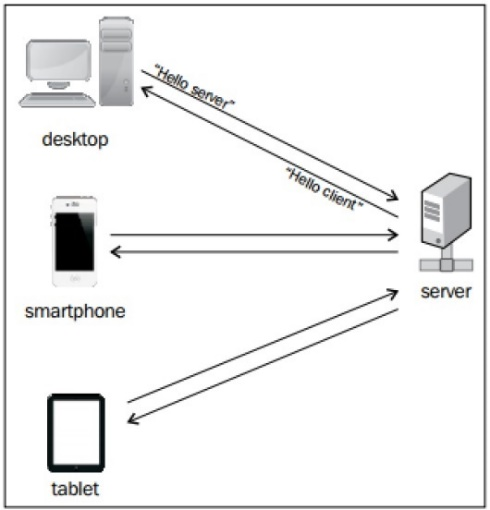 "Hello server"
desktop
"Hello client"
server
smartphone
tablet